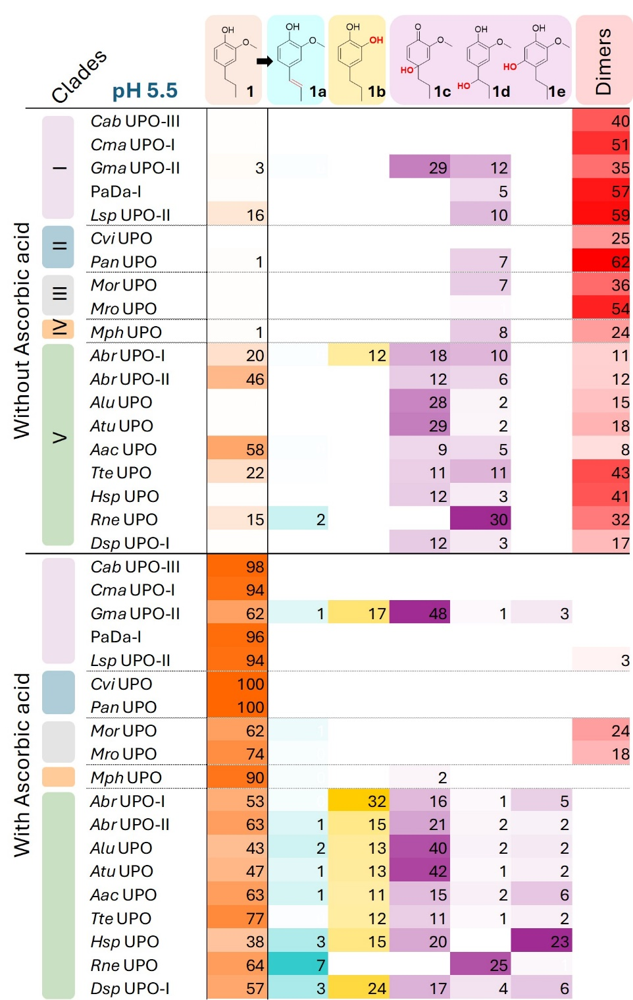 Clades
pH 5.5
OH
O
1
OH
O
1a
OH
OH
1b
O
O
HO
1c
OH
O
HO
1d
OH
O
HO
1e
Dimers
Without Ascorbic acid
I
Cab UPO-III 40
Cma UPO-I 51
Gma UPO-II 3 29 12 35
PaDa-I 5 57
Lsp UPO-II 16 10 59
II
Cvi UPO 25
Pan UPO 1 7 62
III
Mor UPO 7 36
Mro UPO 54
IV
Mph UPO 1 8 24
V
Abr UPO-I 20 12 18 10 11
Abr UPO-II 46 12 6 12
Alu UPO 28 2 15
Atu UPO 29 2 18
Aac UPO 58 9 5 8
Tte UPO 22 11 11 43
Hsp UPO 12 3 41
Rne UPO 15 2 30 32
Dsp UPO-I 12 3 17
With Ascorbic acid
Cab UPO-III 98
Cma UPO-I 94
Gma UPO-II 62 1 17 48 1 3
PaDa-I 96
Lsp UPO-II 94 3
Cvi UPO 100
Pan UPO 100
Mor UPO 62 1 24
Mro UPO 74 18
Mph UPO 90 2
Abr UPO-I 53 32 16 1 5
Abr UPO-II 63 1 15 21 2 2
Alu UPO 43 2 13 40 2 2
Atu UPO 47 1 13 42 1 2
Aac UPO 63 1 11 15 2 6
Tte UPO 77 12 11 1 2
Hsp UPO 38 3 15 20 23
Rne UPO 64 7 25 1
Dsp UPO-I 57 3 24 17 4 6